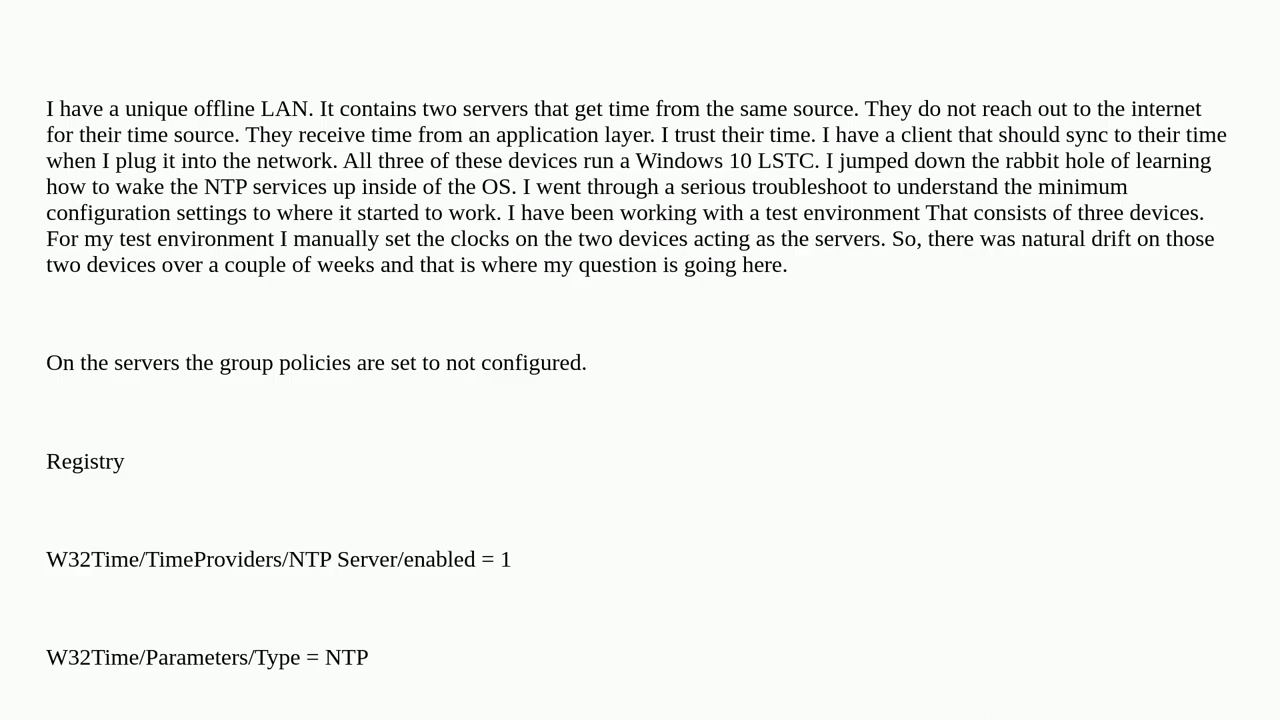 I have a unique offline LAN. It contains two servers that get time from the same source. They do not reach out to the internet
for their time source. They receive time from an application layer. I trust their time. I have a client that should sync to their time
when I plug it into the network. All three of these devices run a Windows 10 LSTC. I jumped down the rabbit hole of learning
how to wake the NTP services up inside of the OS. I went through a serious troubleshoot to understand the minimum
configuration settings to where it started to work. I have been working with a test environment That consists of three devices.
For my test environment I manually set the clocks on the two devices acting as the servers. So, there was natural drift on those
two devices over a couple of weeks and that is where my question is going here.
On the servers the group policies are set to not configured.
Registry
W32Time/TimeProviders/NTP Server/enabled = 1
W32Time/Parameters/Type = NTP